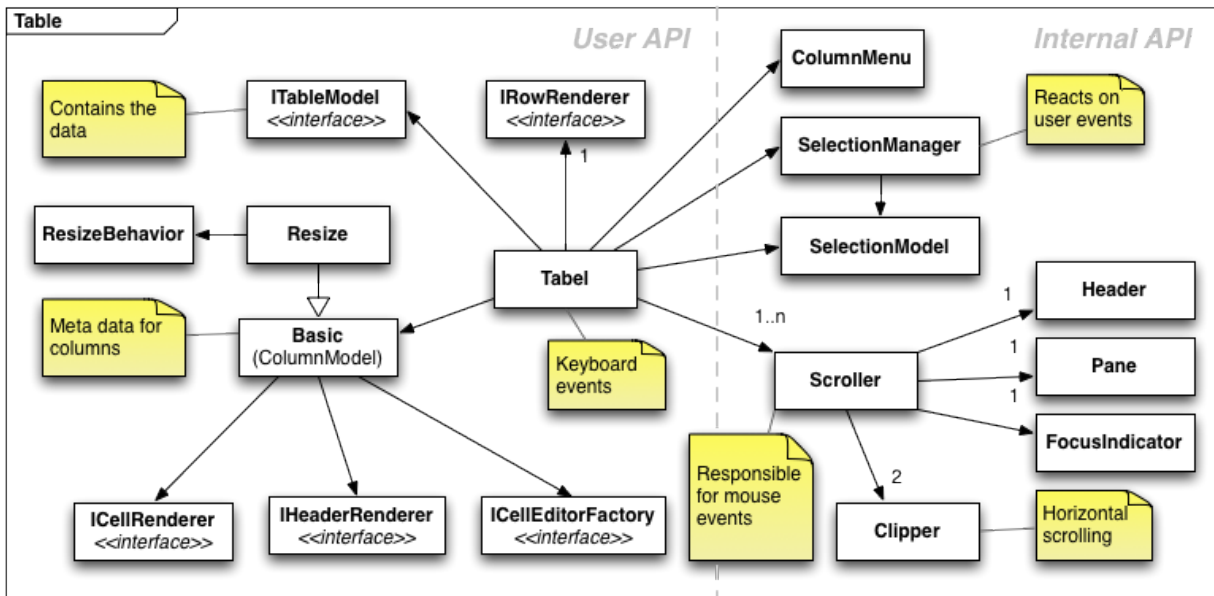 Table
User API
Internal API
ColumnMenu
Contains the
data
ITableModel
<<interface>>
IRowRenderer
<<interface>>
1
Reacts on
user events
SelectionManager
ResizeBehavior
Resize
SelectionModel
Tabel
Meta data for
columns
Basic
(ColumnModel)
Keyboard
events
1..n
Scroller
1
Header
1
Pane
1
FocusIndicator
Responsible
for mouse
events
2
Clipper
Horizontal
scrolling
ICellRenderer
<<interface>>
IHeaderRenderer
<<interface>>
ICellEditorFactory
<<interface>>